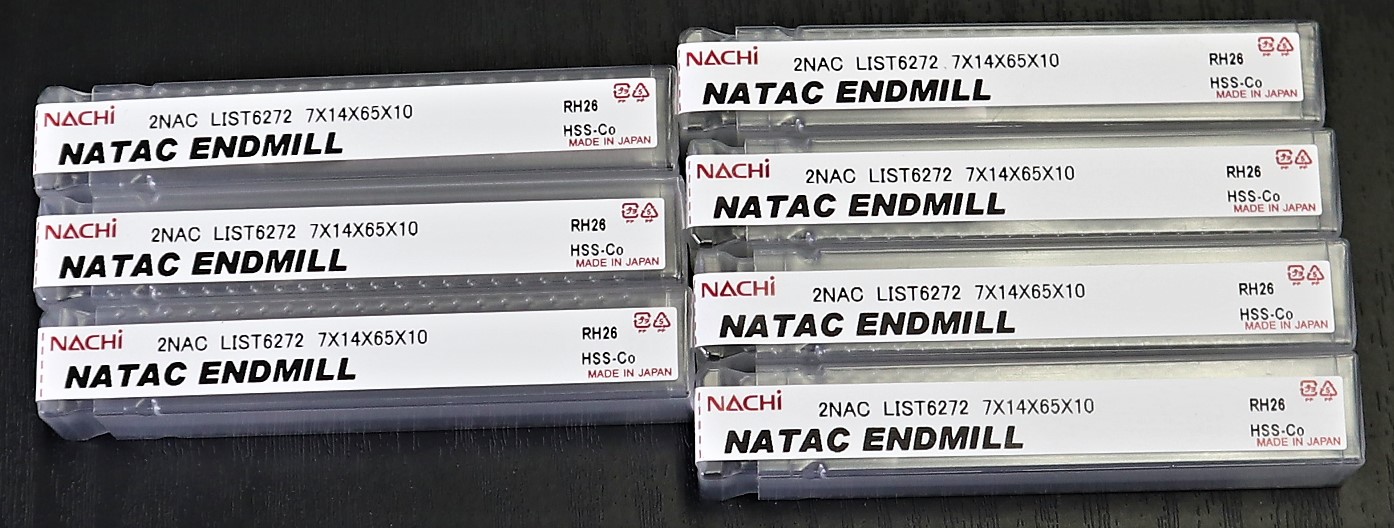 NACHi 2NAC LIST6272 7X14X65X10 RH26
NATAC ENDMILL HSS-Co
MADE IN JAPAN
NACHi 2NAC LIST6272 7X14X65X10 RH26
NATAC ENDMILL HSS-Co
MADE IN JAPAN
NACHi 2NAC LIST6272 7X14X65X10 RH26
NATAC ENDMILL HSS-Co
MADE IN JAPAN
NACHi 2NAC LIST6272 7X14X65X10 RH26
NATAC ENDMILL HSS-Co
MADE IN JAPAN
NACHi 2NAC LIST6272 7X14X65X10 RH26
NATAC ENDMILL HSS-Co
MADE IN JAPAN
NACHi 2NAC LIST6272 7X14X65X10 RH26
NATAC ENDMILL HSS-Co
MADE IN JAPAN
NACHi 2NAC LIST6272 7X14X65X10 RH26
NATAC ENDMILL HSS-Co
MADE IN JAPAN